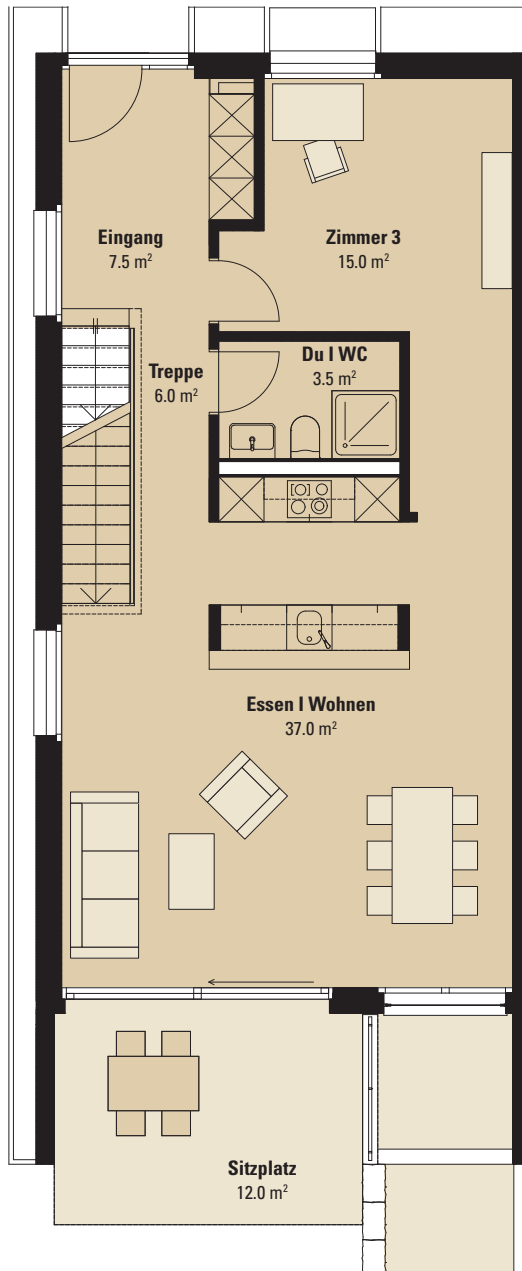 Eingang
7.5 m²
Zimmer 3
15.0 m²
Treppe
6.0 m²
Du I WC
3.5 m²
Essen I Wohnen
37.0 m²
Sitzplatz
12.0 m²